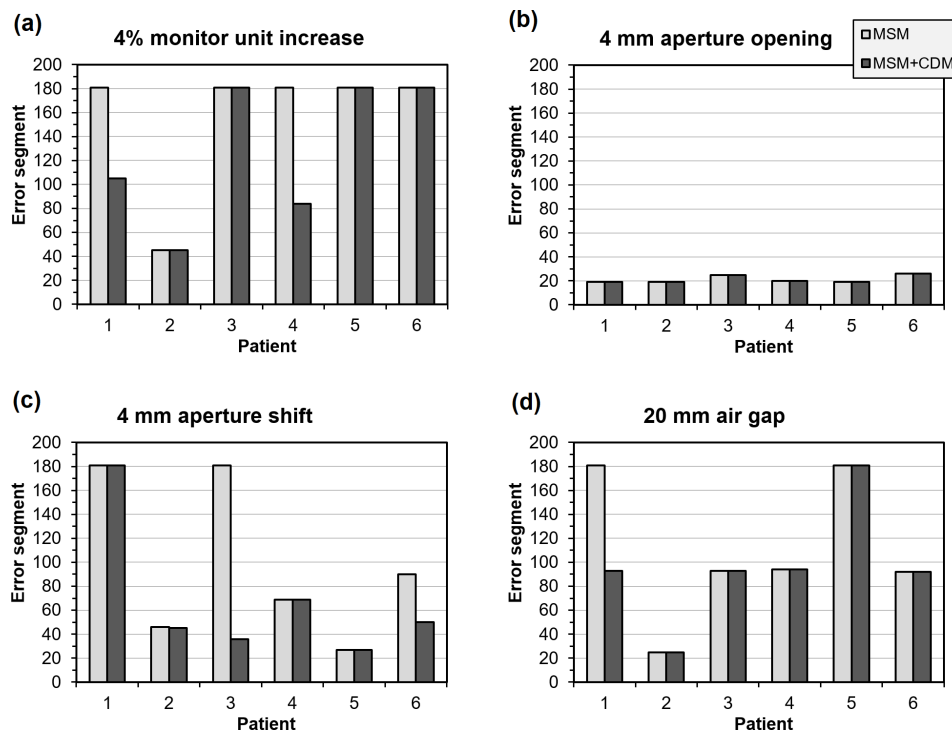 (a)
4% monitor unit increase
200
180
160
140
120
100
80
60
40
20
0
Error segment
1 2 3 4 5 6
Patient
(b)
4 mm aperture opening
MSM
MSM+CDM
200
180
160
140
120
100
80
60
40
20
0
Error segment
1 2 3 4 5 6
Patient
(c)
4 mm aperture shift
200
180
160
140
120
100
80
60
40
20
0
Error segment
1 2 3 4 5 6
Patient
(d)
20 mm air gap
200
180
160
140
120
100
80
60
40
20
0
Error segment
1 2 3 4 5 6
Patient